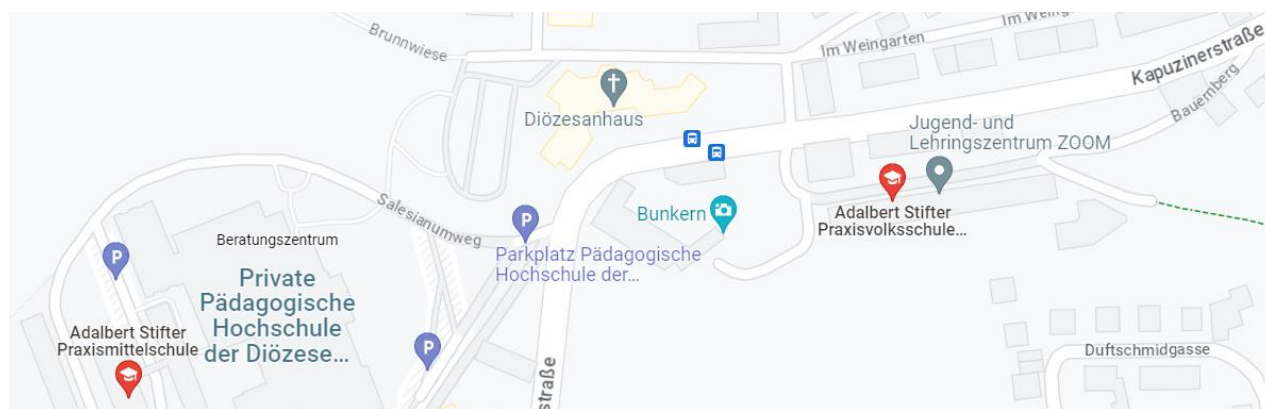 Brunnwiese
Im Weingarten
Im Weing
Kapuzinerstraße
Bauernberg
Diözesanhaus
Jugend- und
Lehringszentrum ZOOM
Salesianumweg
P
Bunkern
Adalbert Stifter
Praxisvolksschule...
Beratungszentrum
Parkplatz Pädagogische
Hochschule der...
P
Private
Pädagogische
Hochschule
der Diözese...
Adalbert Stifter
Praxismittelschule
P
Duftschmidgasse
straße